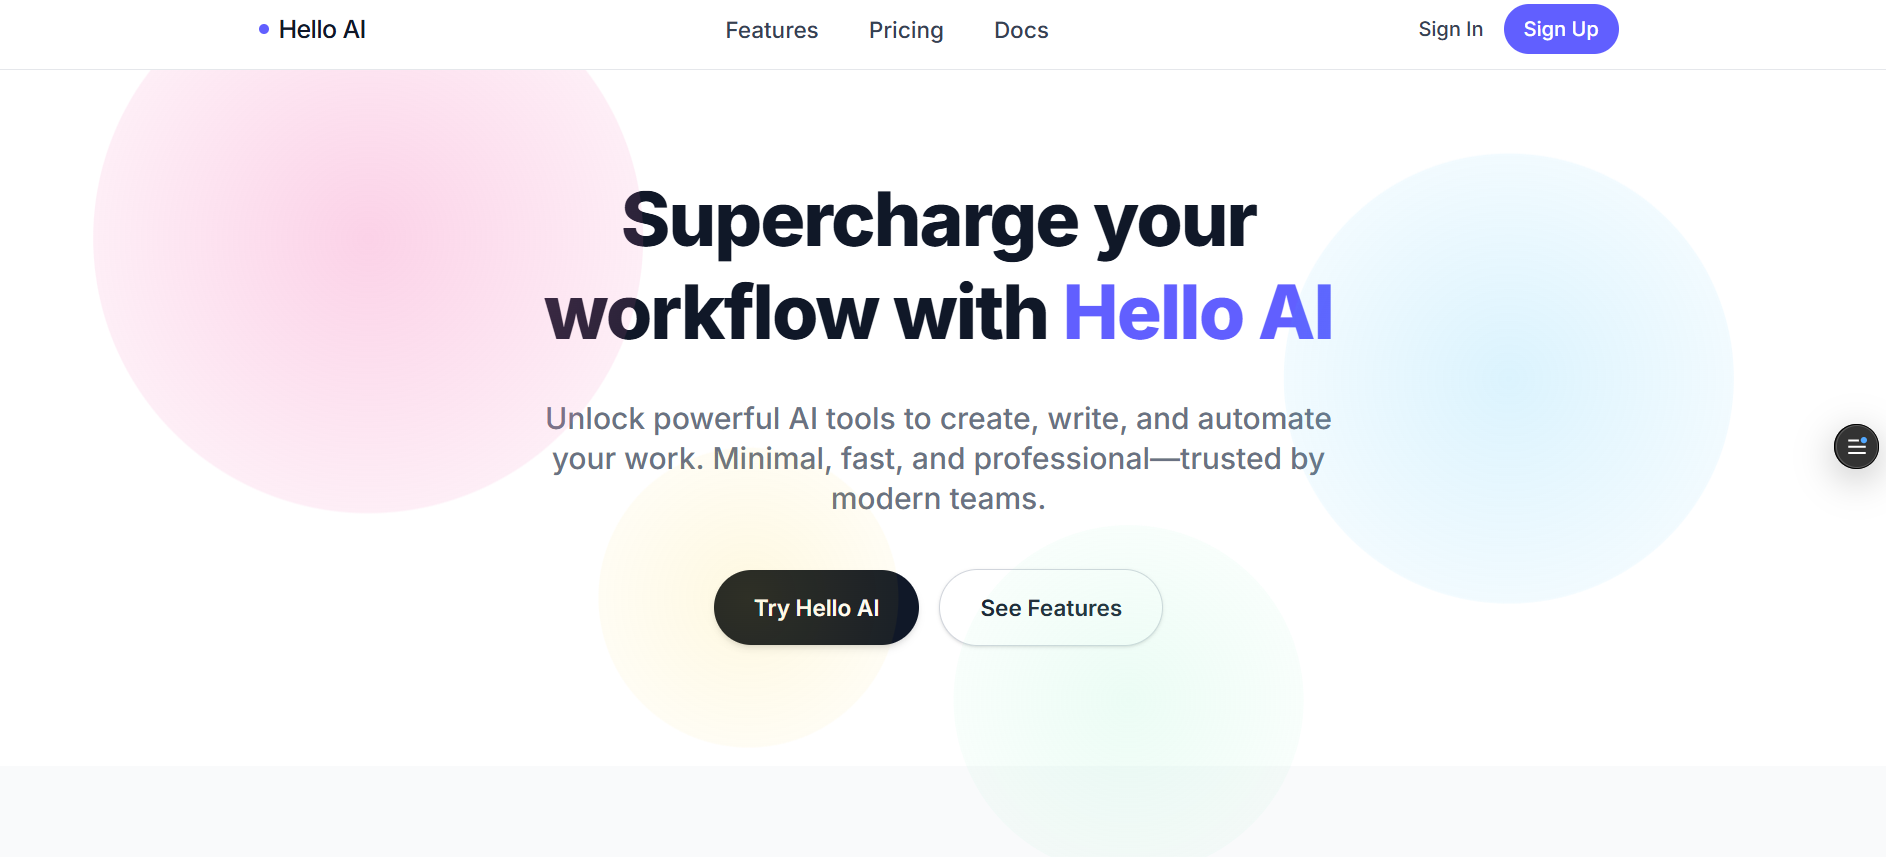 Hello AI
Features
Pricing
Docs
Sign In
Sign Up
Supercharge your
workflow with Hello AI
Unlock powerful AI tools to create, write, and automate
your work. Minimal, fast, and professional—trusted by
modern teams.
Try Hello AI
See Features